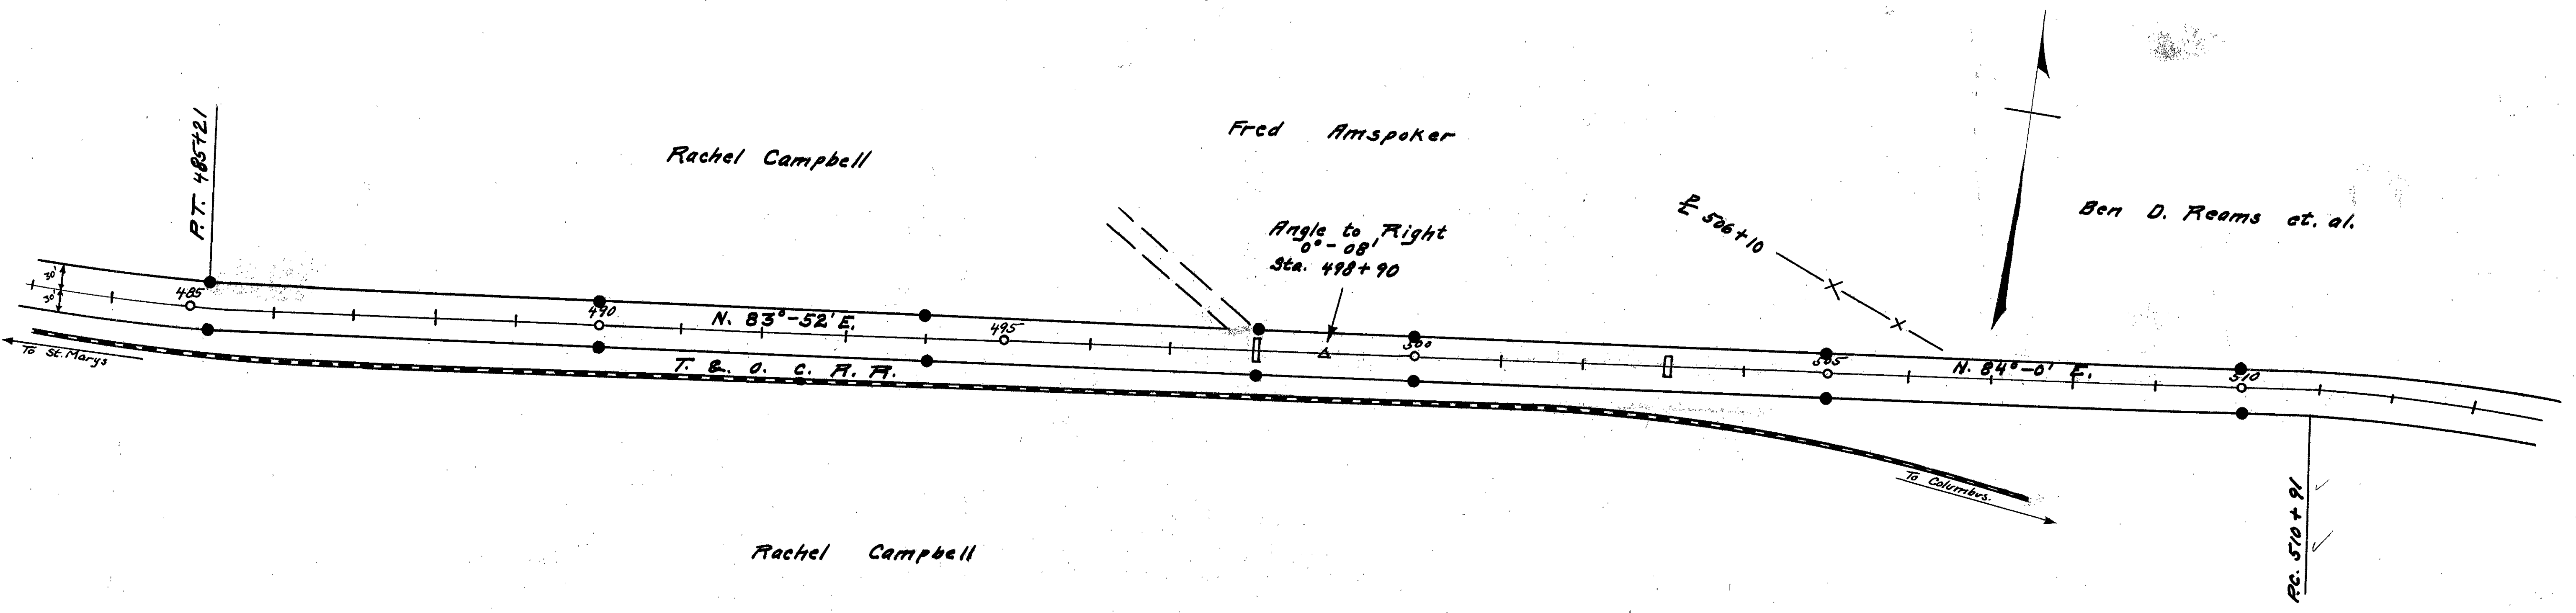 P.T. 485+21
Rachel Campbell
Fred Amspoker
Angle to Right
0°-08'
Sta. 498+90
℄ 506+10
Ben D. Reams et. al.
30'
30'
485
490
N. 83°-52' E.
495
500
505
N. 84°-0' E.
510
To St. Marys
T. & O. C. R. R.
To Columbus.
P.C. 510+91
Rachel Campbell